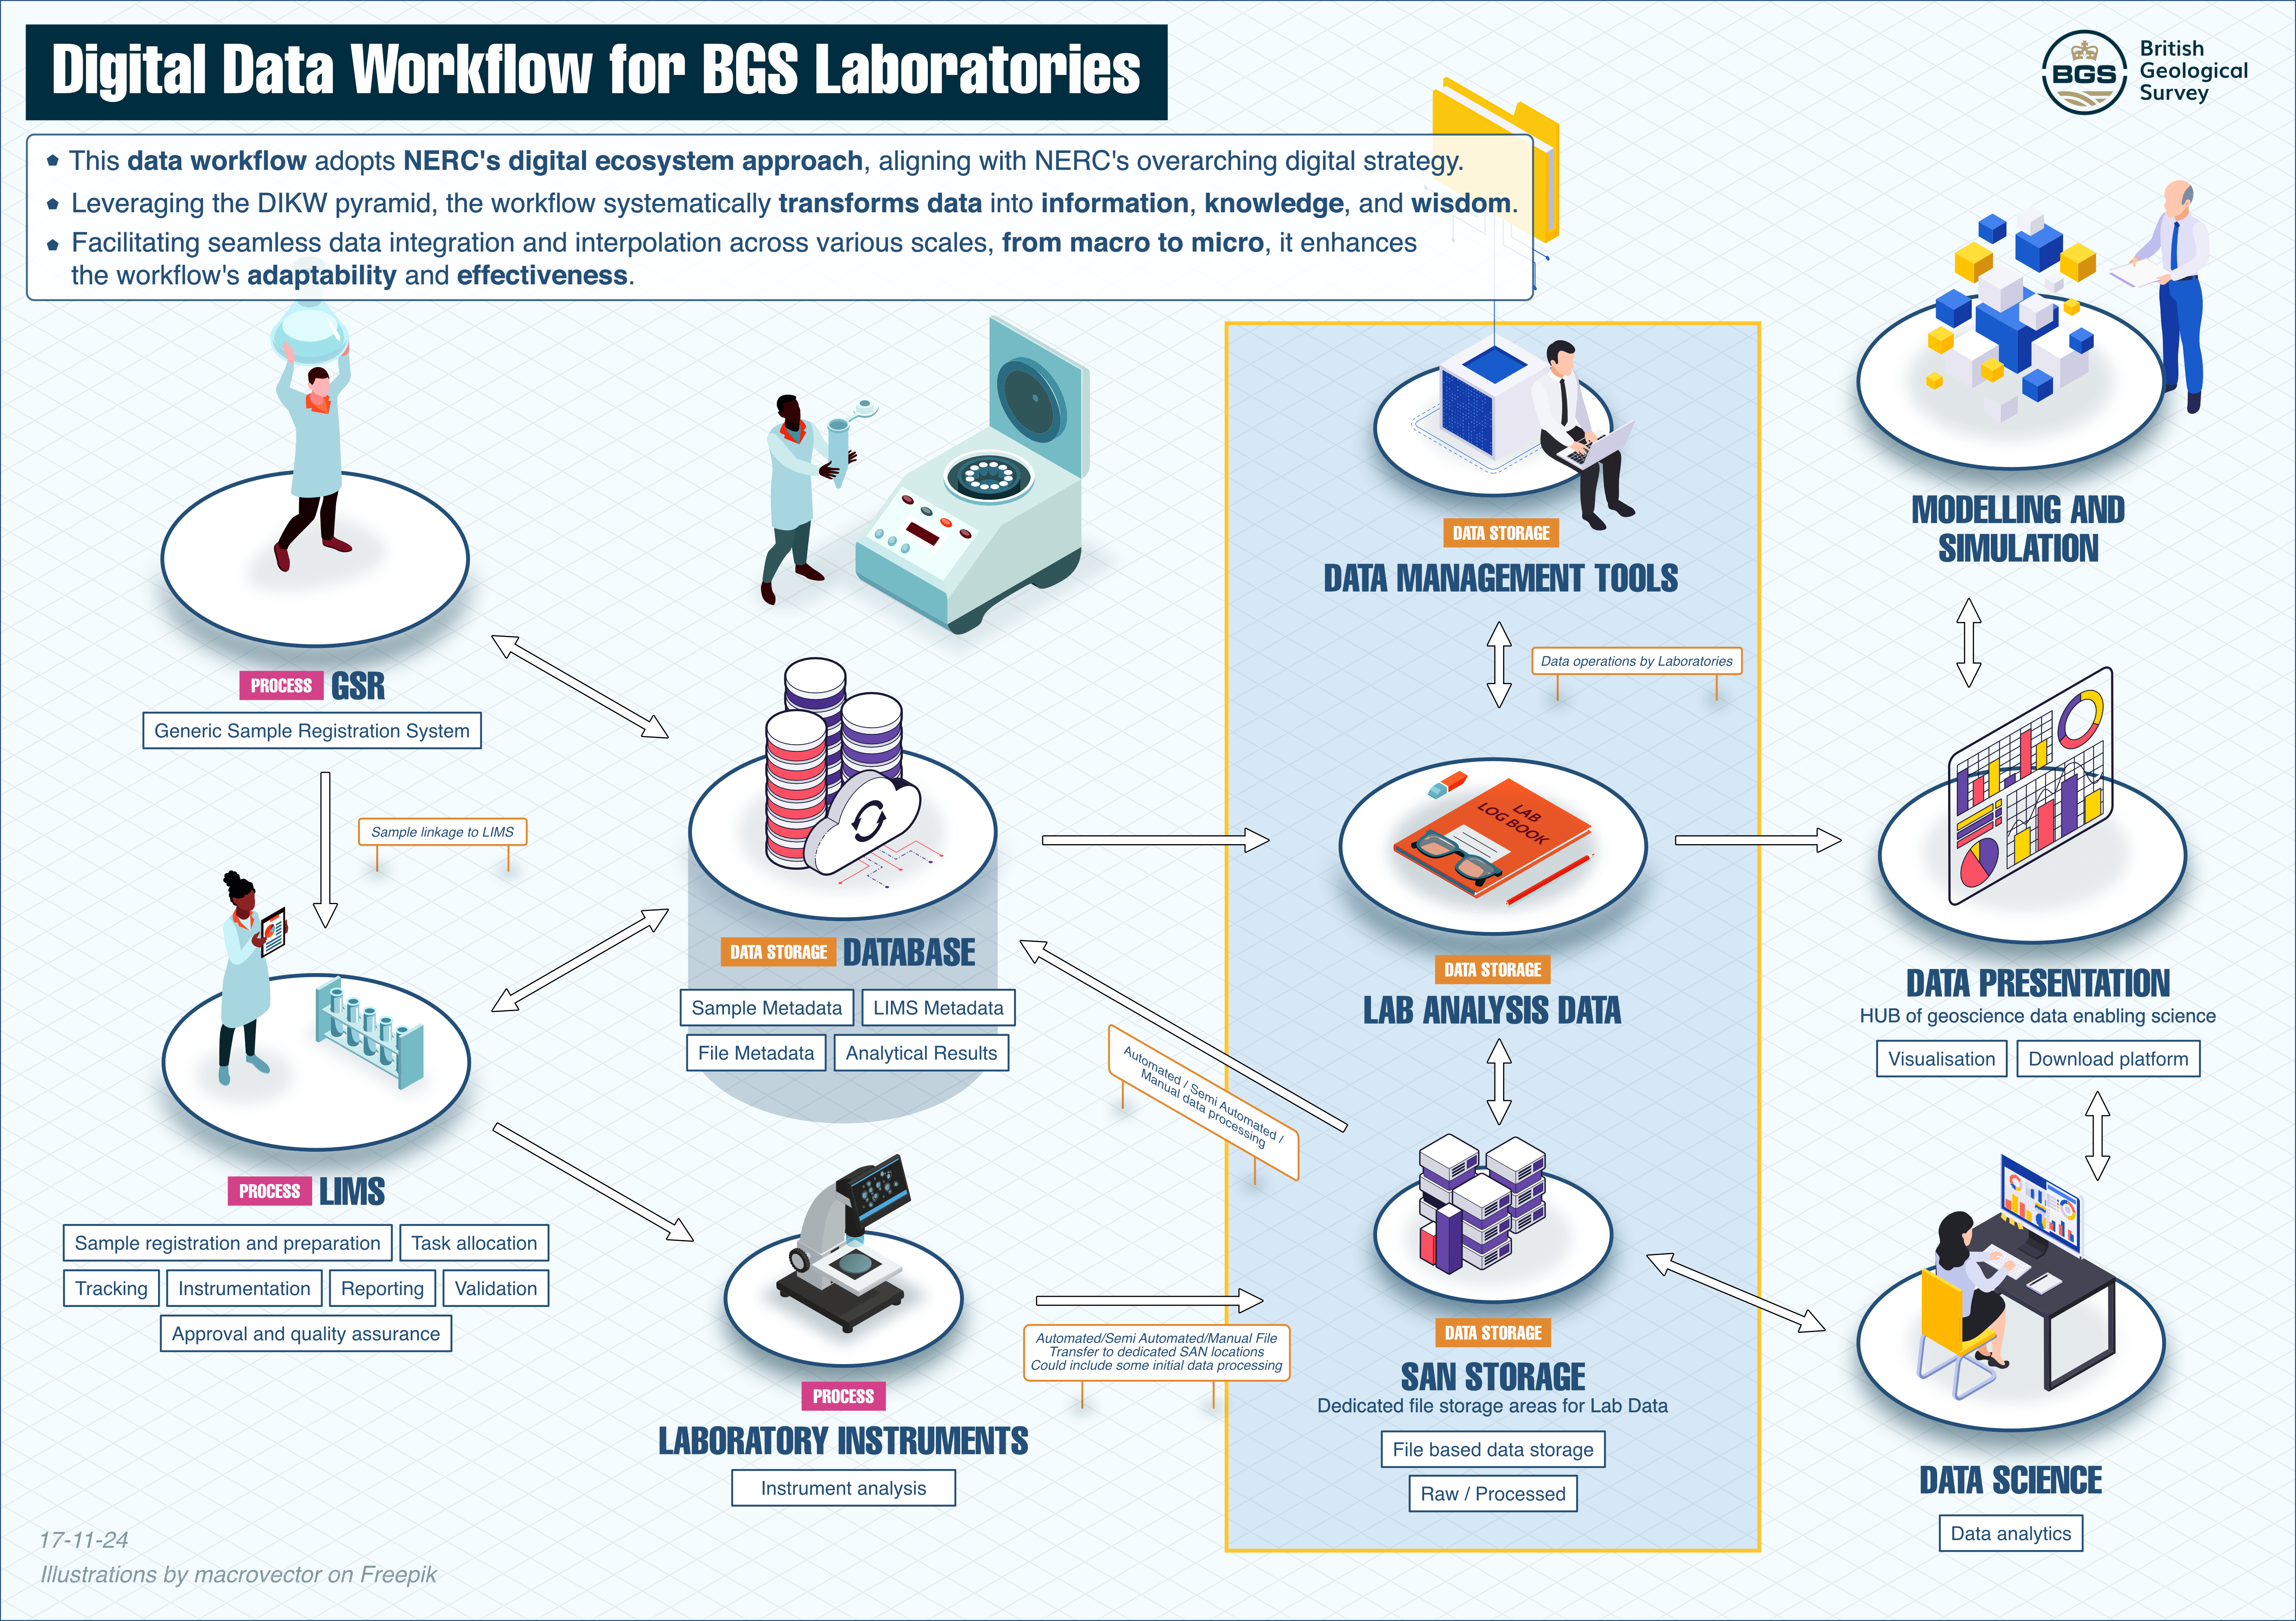 Digital Data Workflow for BGS Laboratories
BGS
British
Geological
Survey
This data workflow adopts NERC's digital ecosystem approach, aligning with NERC's overarching digital strategy.
Leveraging the DIKW pyramid, the workflow systematically transforms data into information, knowledge, and wisdom.
Facilitating seamless data integration and interpolation across various scales, from macro to micro, it enhances
the workflow's adaptability and effectiveness.
PROCESS GSR
Generic Sample Registration System
Sample linkage to LIMS
PROCESS LIMS
Sample registration and preparation
Task allocation
Tracking
Instrumentation
Reporting
Validation
Approval and quality assurance
DATA STORAGE DATABASE
Sample Metadata
LIMS Metadata
File Metadata
Analytical Results
Automated / Semi Automated /
Manual data processing
PROCESS
LABORATORY INSTRUMENTS
Instrument analysis
Automated/Semi Automated/Manual File
Transfer to dedicated SAN locations
Could include some initial data processing
DATA STORAGE
DATA MANAGEMENT TOOLS
Data operations by Laboratories
LAB
LOG BOOK
DATA STORAGE
LAB ANALYSIS DATA
DATA STORAGE
SAN STORAGE
Dedicated file storage areas for Lab Data
File based data storage
Raw / Processed
MODELLING AND
SIMULATION
DATA PRESENTATION
HUB of geoscience data enabling science
Visualisation
Download platform
DATA SCIENCE
Data analytics
17-11-24
Illustrations by macrovector on Freepik